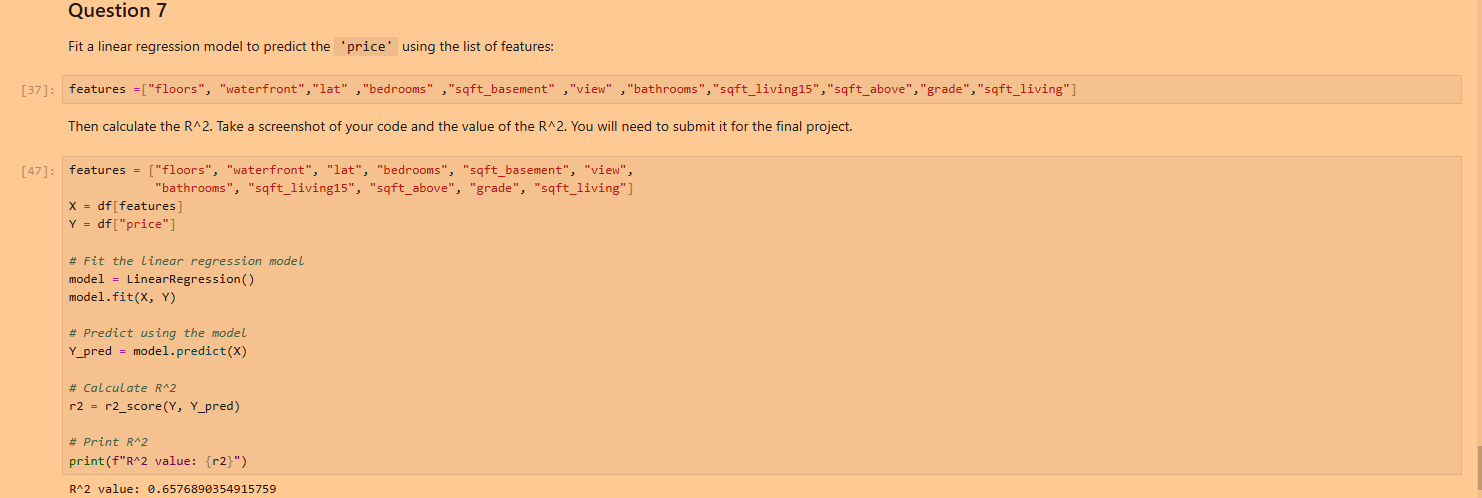 Question 7
Fit a linear regression model to predict the 'price' using the list of features:
[37]: features =["floors", "waterfront","lat" ,"bedrooms" ,"sqft_basement" ,"view" ,"bathrooms","sqft_living15","sqft_above","grade","sqft_living"]
Then calculate the R^2. Take a screenshot of your code and the value of the R^2. You will need to submit it for the final project.
[47]: features = ["floors", "waterfront", "lat", "bedrooms", "sqft_basement", "view",
"bathrooms", "sqft_living15", "sqft_above", "grade", "sqft_living"]
X = df[features]
Y = df["price"]
# Fit the linear regression model
model = LinearRegression()
model.fit(X, Y)
# Predict using the model
Y_pred = model.predict(X)
# Calculate R^2
r2 = r2_score(Y, Y_pred)
# Print R^2
print(f"R^2 value: {r2}")
R^2 value: 0.6576890354915759